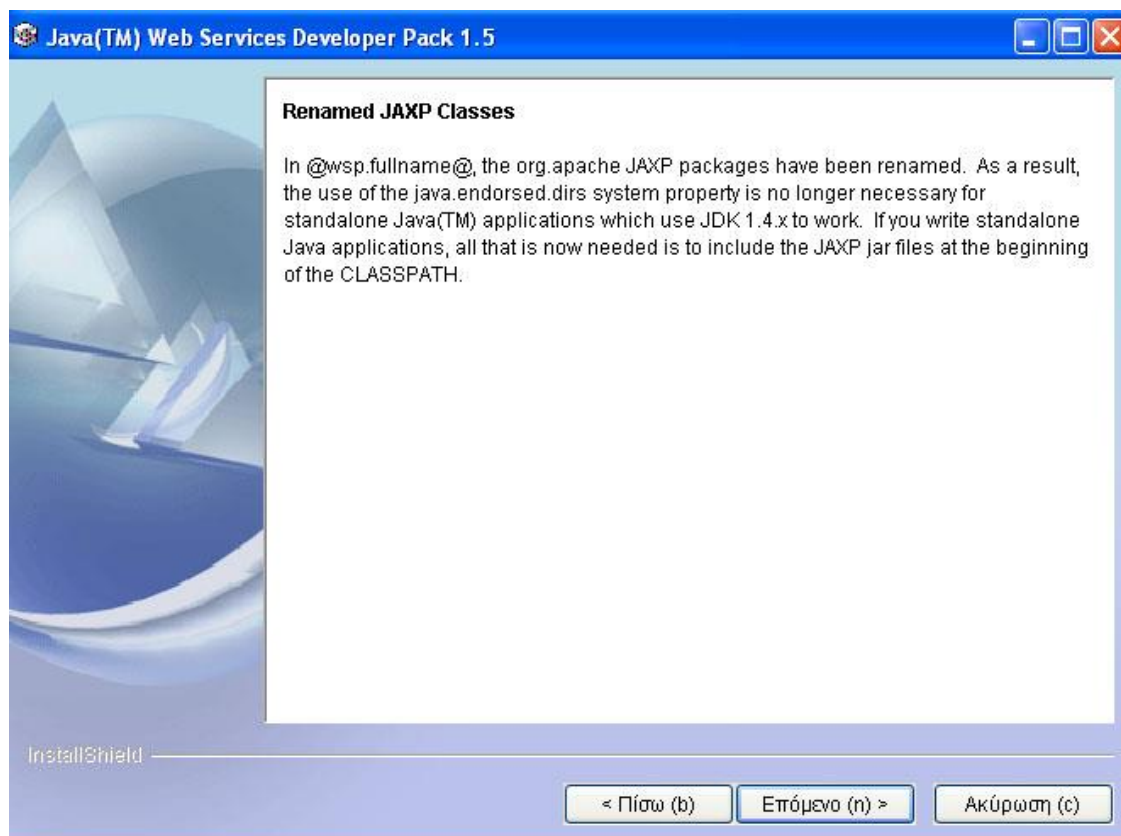 Java(TM) Web Services Developer Pack 1.5
Renamed JAXP Classes
In @wsp.fullname@, the org.apache JAXP packages have been renamed.  As a result,
the use of the java.endorsed.dirs system property is no longer necessary for
standalone Java(TM) applications which use JDK 1.4.x to work.  If you write standalone
Java applications, all that is now needed is to include the JAXP jar files at the beginning
of the CLASSPATH.
InstallShield
< Πίσω (b)
Επόμενο (n) >
Ακύρωση (c)